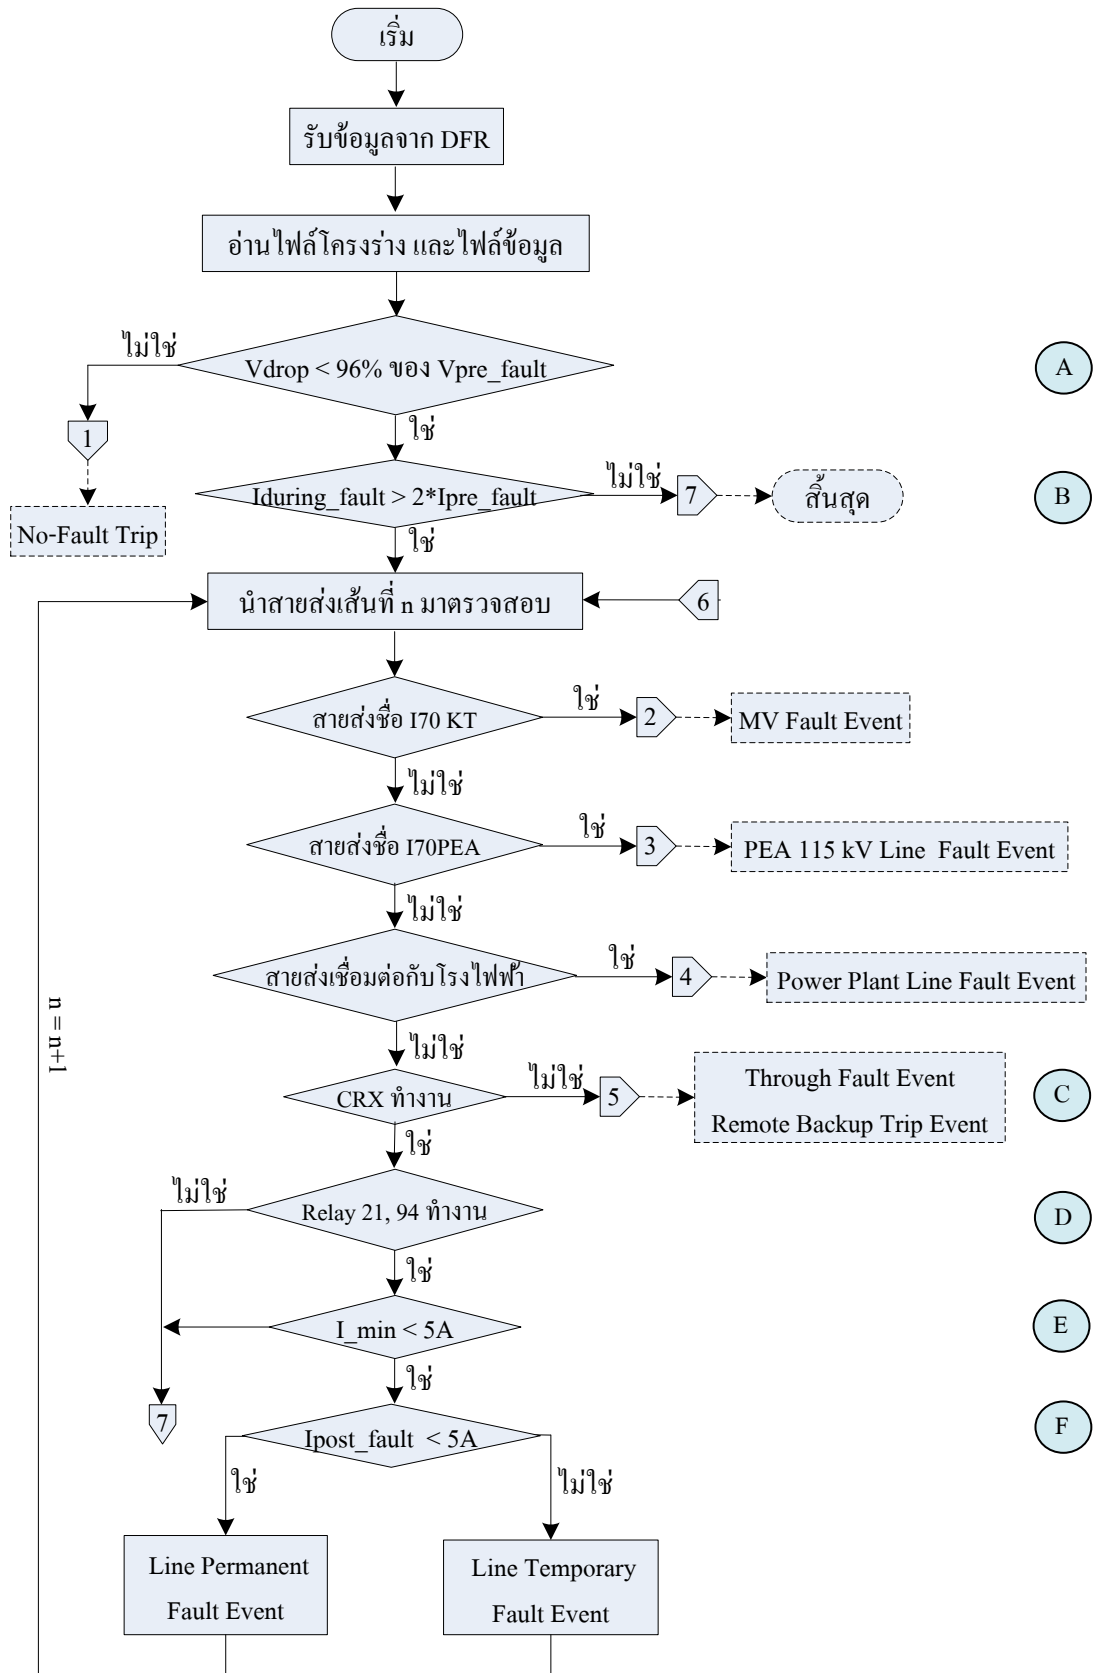 เริ่ม
รับข้อมูลจาก DFR
อ่านไฟล์โครงร่าง และไฟล์ข้อมูล
ไม่ใช่
Vdrop < 96% ของ Vpre_fault
A
1
ใช่
Iduring_fault > 2*Ipre_fault
ไม่ใช่
7
สิ้นสุด
B
No-Fault Trip
ใช่
นำสายส่งเส้นที่ n มาตรวจสอบ
6
สายส่งชื่อ I70 KT
ใช่
2
MV Fault Event
ไม่ใช่
สายส่งชื่อ I70PEA
ใช่
3
PEA 115 kV Line Fault Event
ไม่ใช่
สายส่งเชื่อมต่อกับโรงไฟฟ้า
ใช่
4
Power Plant Line Fault Event
n = n+1
ไม่ใช่
CRX ทำงาน
ไม่ใช่
5
Through Fault Event
Remote Backup Trip Event
C
ใช่
ไม่ใช่
Relay 21, 94 ทำงาน
D
ใช่
I_min < 5A
E
ใช่
7
Ipost_fault < 5A
F
ใช่
ไม่ใช่
Line Permanent
Fault Event
Line Temporary
Fault Event